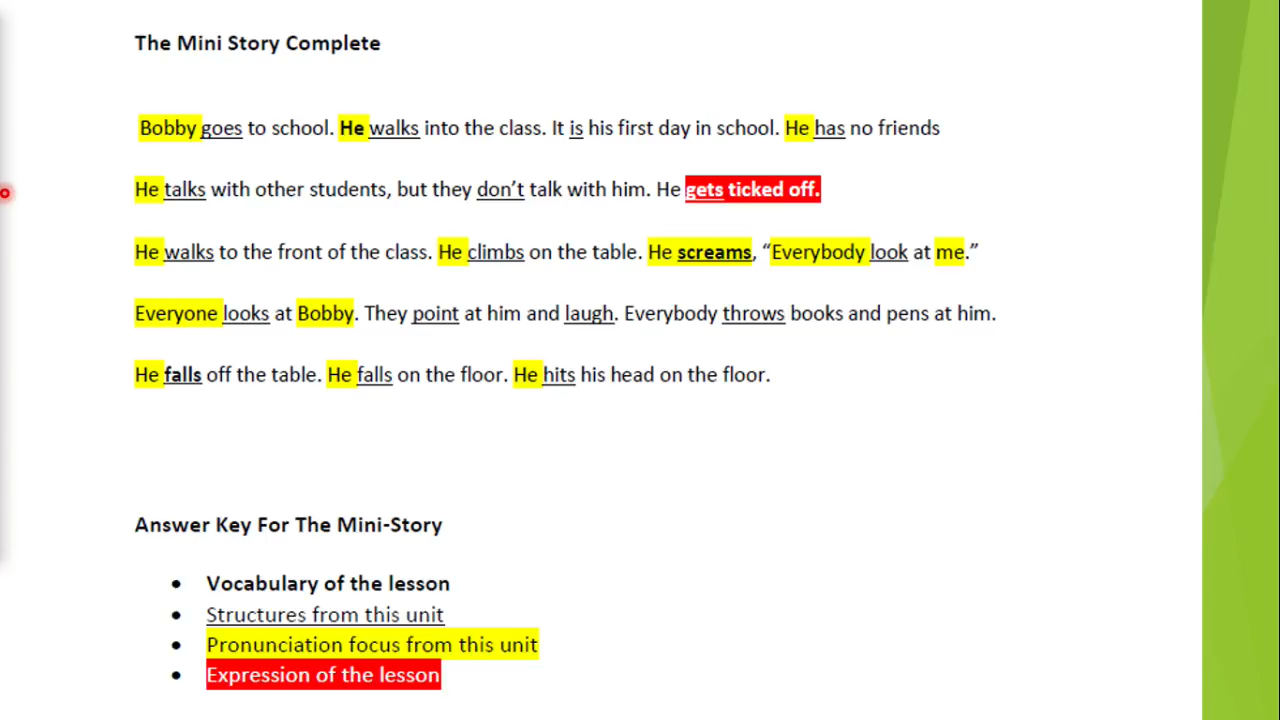 The Mini Story Complete
Bobby goes to school. He walks into the class. It is his first day in school. He has no friends
He talks with other students, but they don't talk with him. He gets ticked off.
He walks to the front of the class. He climbs on the table. He screams, “Everybody look at me.”
Everyone looks at Bobby. They point at him and laugh. Everybody throws books and pens at him.
He falls off the table. He falls on the floor. He hits his head on the floor.
Answer Key For The Mini-Story
• Vocabulary of the lesson
• Structures from this unit
• Pronunciation focus from this unit
• Expression of the lesson